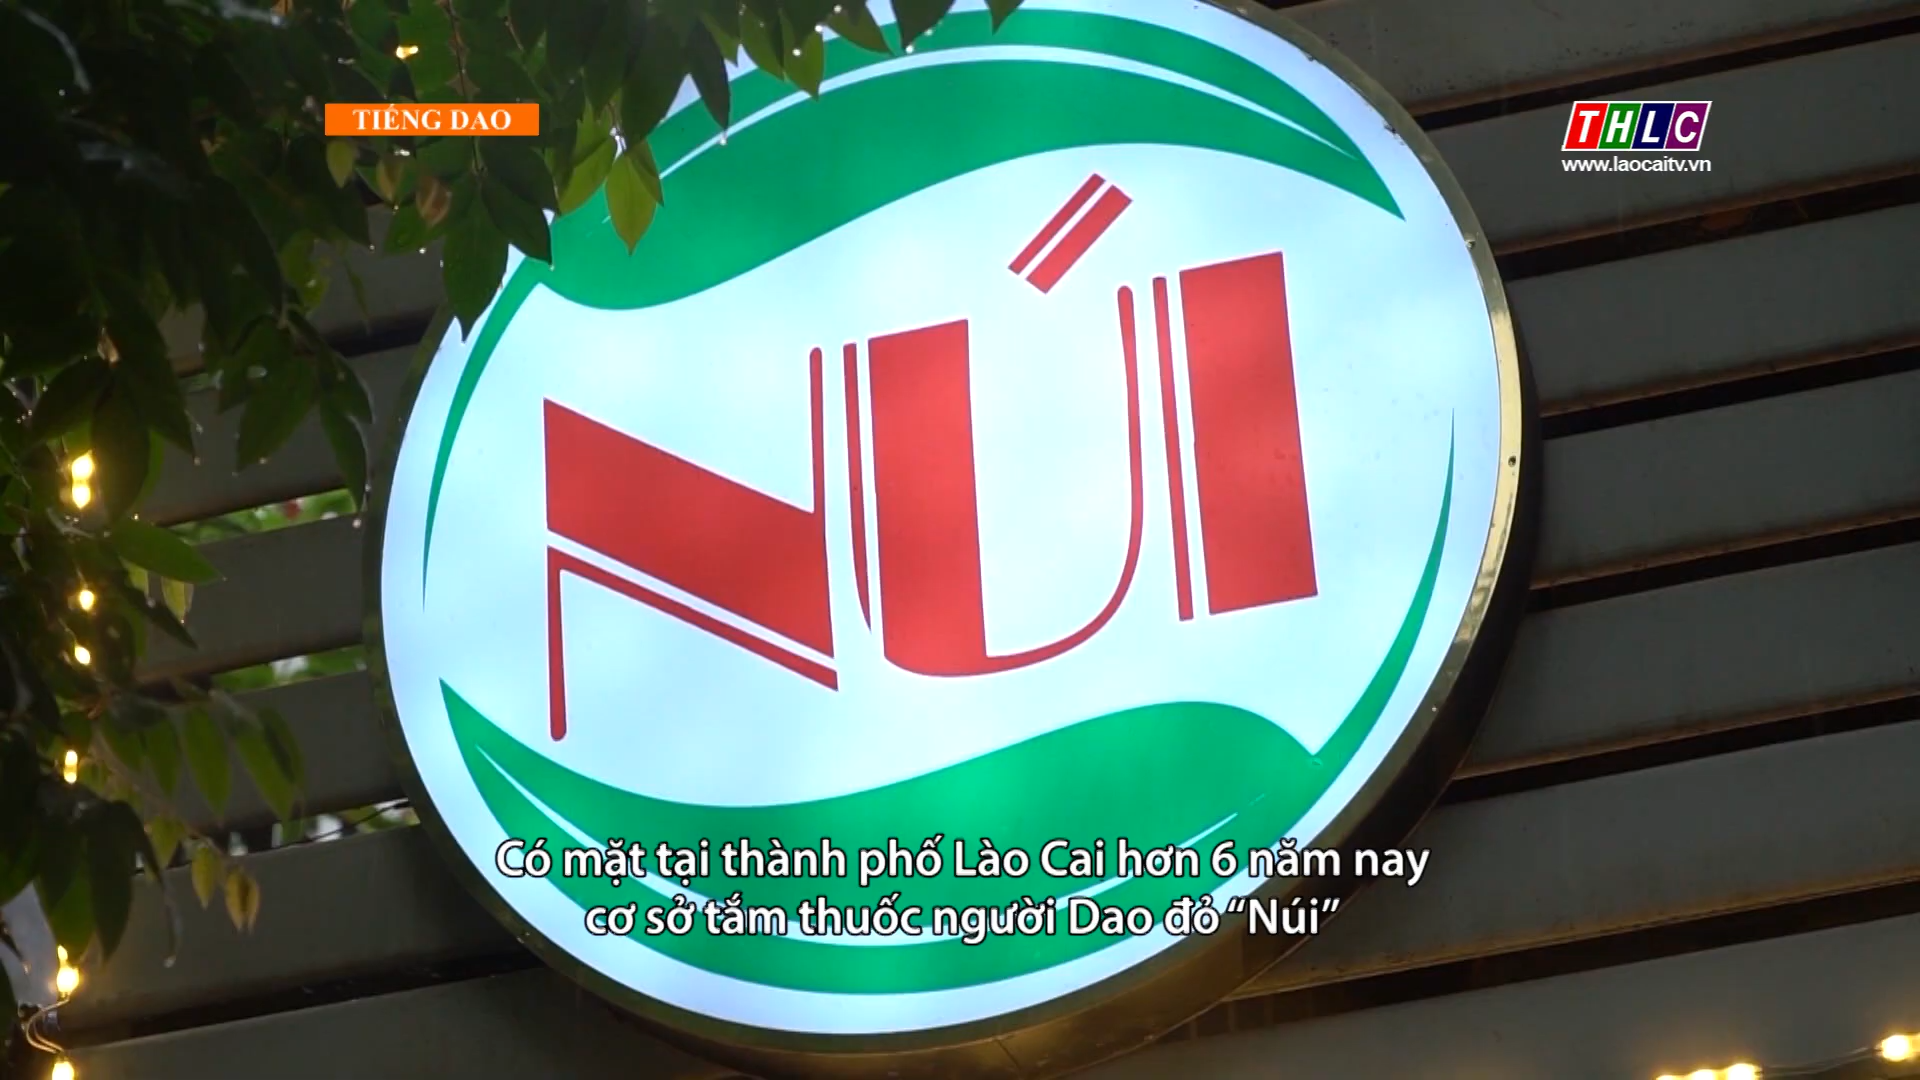 TIẾNG DAO
THLC
www.laocaitv.vn
NÚI
Có mặt tại thành phố Lào Cai hơn 6 năm nay
cơ sở tắm thuốc người Dao đỏ “Núi”